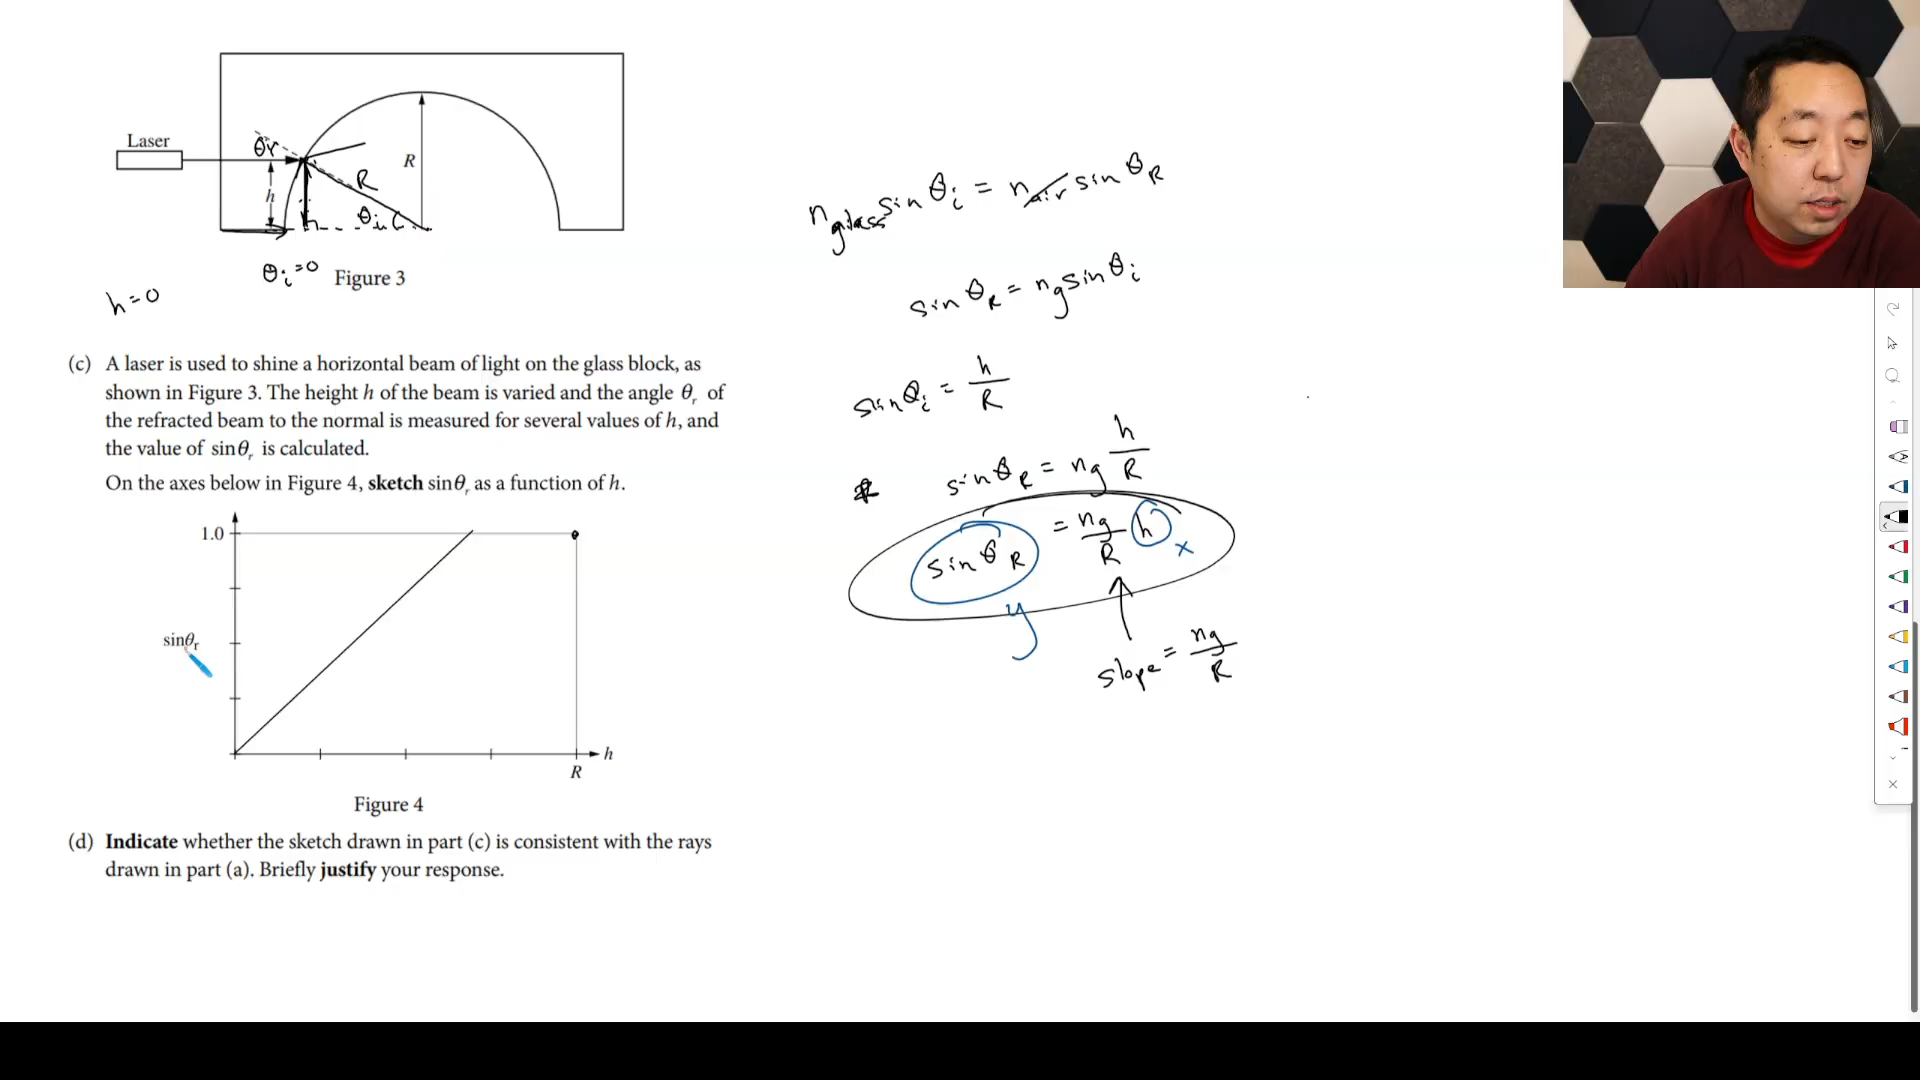 Laser
θr
R
R
h
h
θi
θi=0
Figure 3
h=0
(c) A laser is used to shine a horizontal beam of light on the glass block, as
shown in Figure 3. The height h of the beam is varied and the angle θr of
the refracted beam to the normal is measured for several values of h, and
the value of sinθr is calculated.
On the axes below in Figure 4, sketch sinθr as a function of h.
1.0
sinθr
h
R
Figure 4
(d) Indicate whether the sketch drawn in part (c) is consistent with the rays
drawn in part (a). Briefly justify your response.
nglass sin θi = nair sin θR
sin θR = ng sin θi
sin θi = h/R
sin θR = ng h/R
sin θR = ng/R h
x
y
slope = ng/R